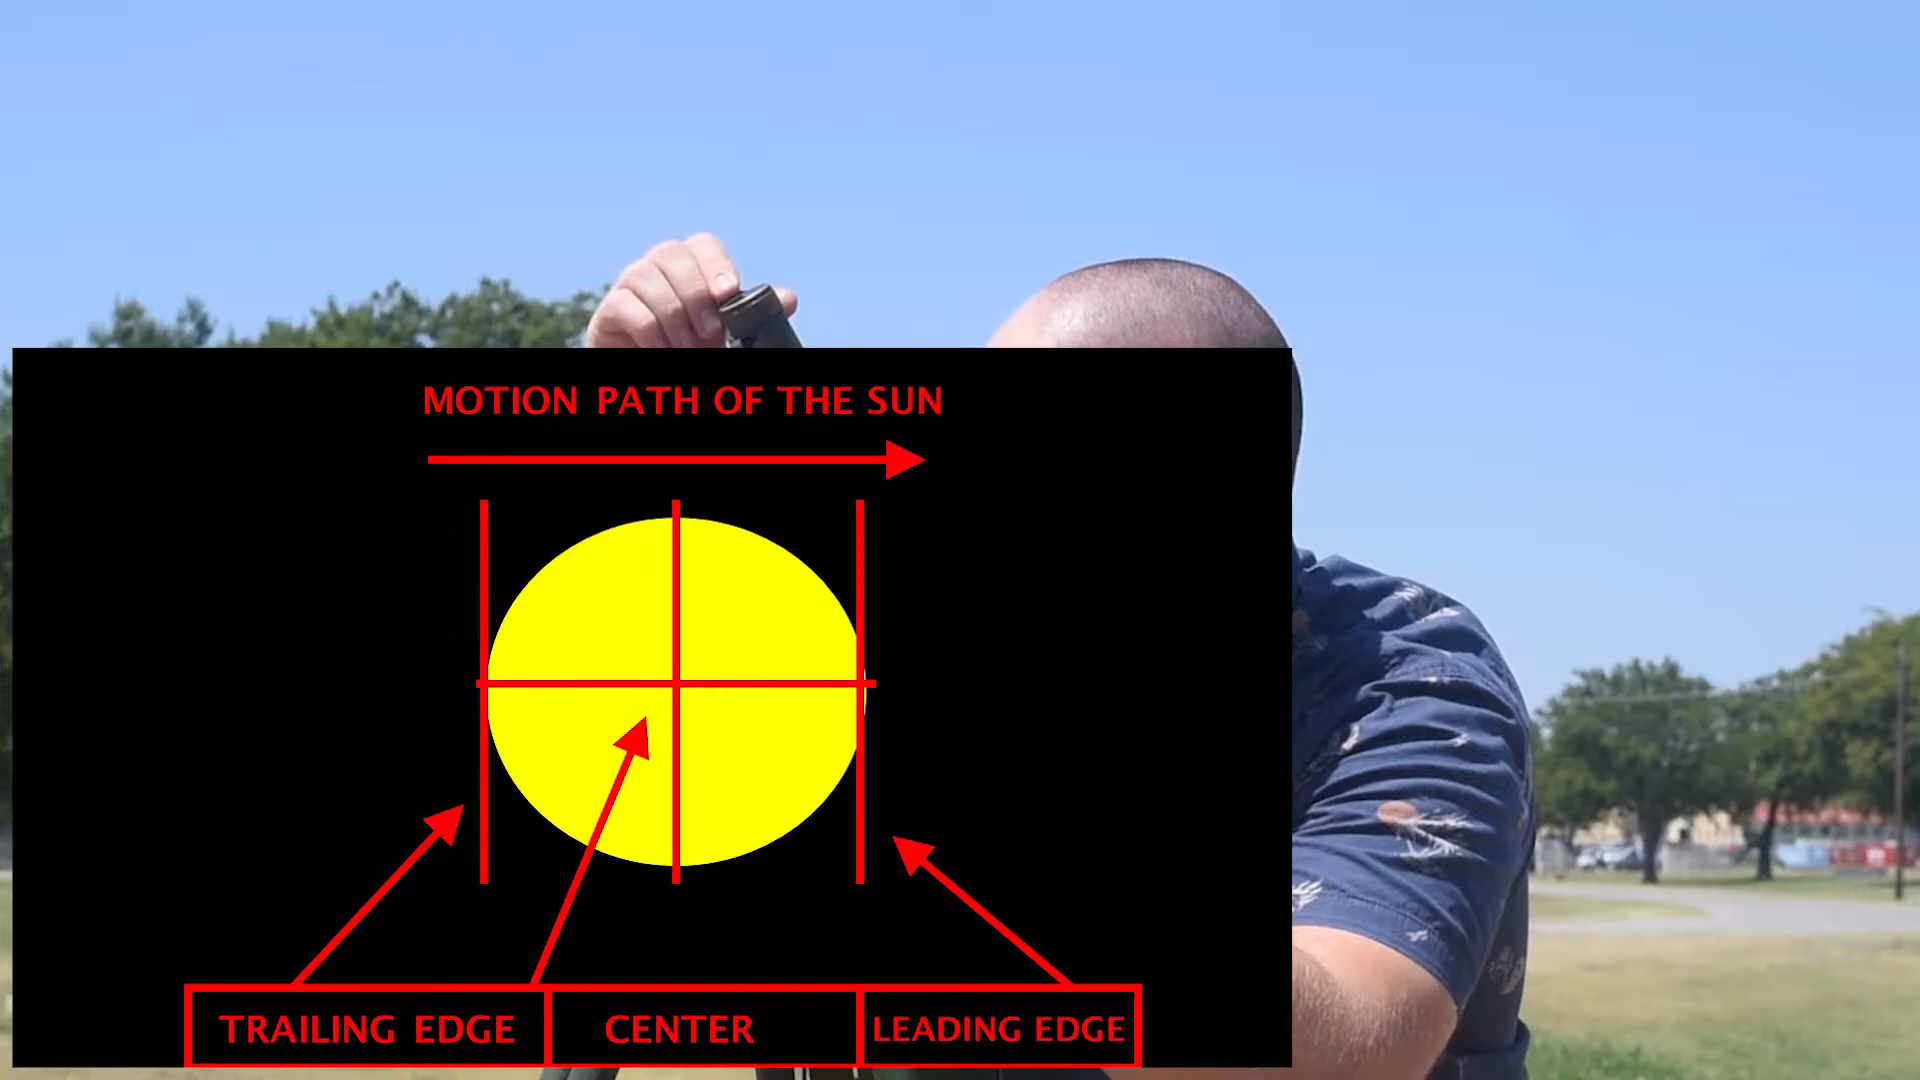 MOTION PATH OF THE SUN
TRAILING EDGE
CENTER
LEADING EDGE